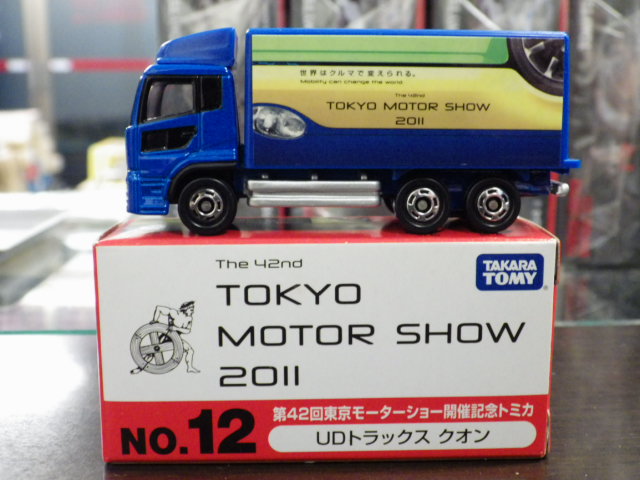 世界はクルマで変えられる。
Mobility can change the world.
The 42nd
TOKYO MOTOR SHOW
2011
The 42nd
TOKYO
MOTOR SHOW
2011
TAKARA
TOMY
®
NO.12
第42回東京モーターショー開催記念トミカ
UDトラックス クオン